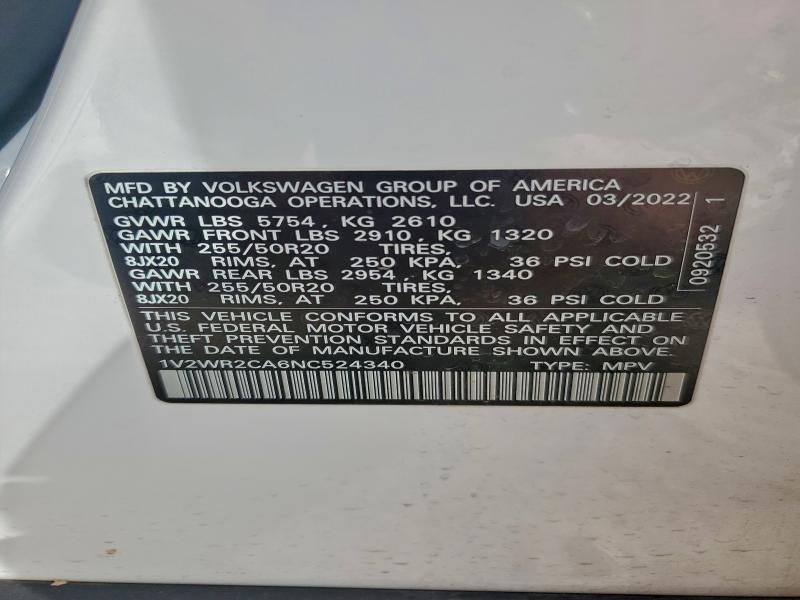 MFD BY VOLKSWAGEN GROUP OF AMERICA
CHATTANOOGA OPERATIONS, LLC. USA 03/2022
GVWR LBS 5754, KG 2610
GAWR FRONT LBS 2910, KG 1320
WITH 255/50R20 TIRES,
8JX20 RIMS, AT 250 KPA, 36 PSI COLD
GAWR REAR LBS 2954, KG 1340
WITH 255/50R20 TIRES,
8JX20 RIMS, AT 250 KPA, 36 PSI COLD
THIS VEHICLE CONFORMS TO ALL APPLICABLE
U.S. FEDERAL MOTOR VEHICLE SAFETY AND
THEFT PREVENTION STANDARDS IN EFFECT ON
THE DATE OF MANUFACTURE SHOWN ABOVE.
1V2WR2CA6NC524340 TYPE: MPV
0920532 1